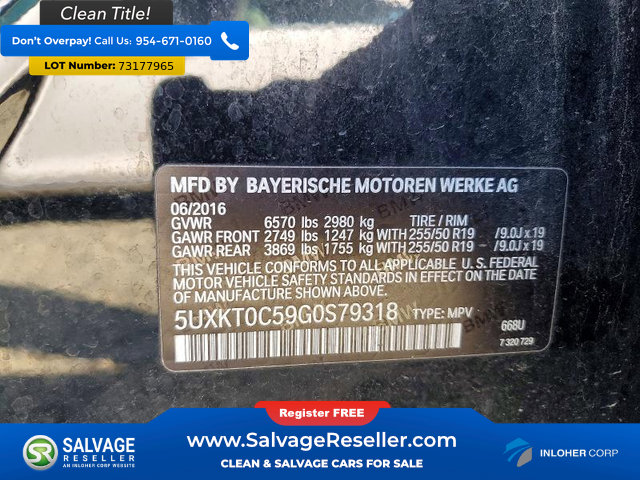 Clean Title!
Don't Overpay! Call Us: 954-671-0160
LOT Number: 73177965
MFD BY BAYERISCHE MOTOREN WERKE AG
06/2016
GVWR 6570 lbs 2980 kg TIRE / RIM
GAWR FRONT 2749 lbs 1247 kg WITH 255/50 R19 - /9.0J x 19
GAWR REAR 3869 lbs 1755 kg WITH 255/50 R19 - /9.0J x 19
THIS VEHICLE CONFORMS TO ALL APPLICABLE U. S. FEDERAL
MOTOR VEHICLE SAFETY STANDARDS IN EFFECT ON THE DATE
OF MANUFACTURE SHOWN ABOVE.
5UXKT0C59G0S79318 TYPE: MPV
668U
7 320 729
Register FREE
SALVAGE
RESELLER
AN INLOHER CORP WEBSITE
www.SalvageReseller.com
CLEAN & SALVAGE CARS FOR SALE
INLOHER CORP